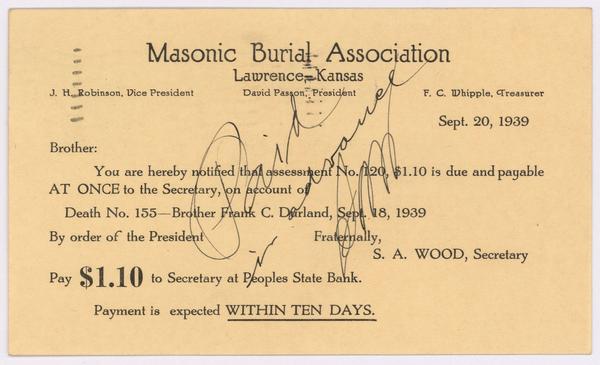 Masonic Burial Association
Lawrence, Kansas
J. H. Robinson, Vice President David Passon, President F. C. Whipple, Treasurer
Sept. 20, 1939
Brother:
You are hereby notified that assessment No. 120, $1.10 is due and payable
AT ONCE to the Secretary, on account of
Death No. 155—Brother Frank C. Durland, Sept. 18, 1939
By order of the President Fraternally,
S. A. WOOD, Secretary
Pay $1.10 to Secretary at Peoples State Bank.
Payment is expected WITHIN TEN DAYS.
Paid
in advance